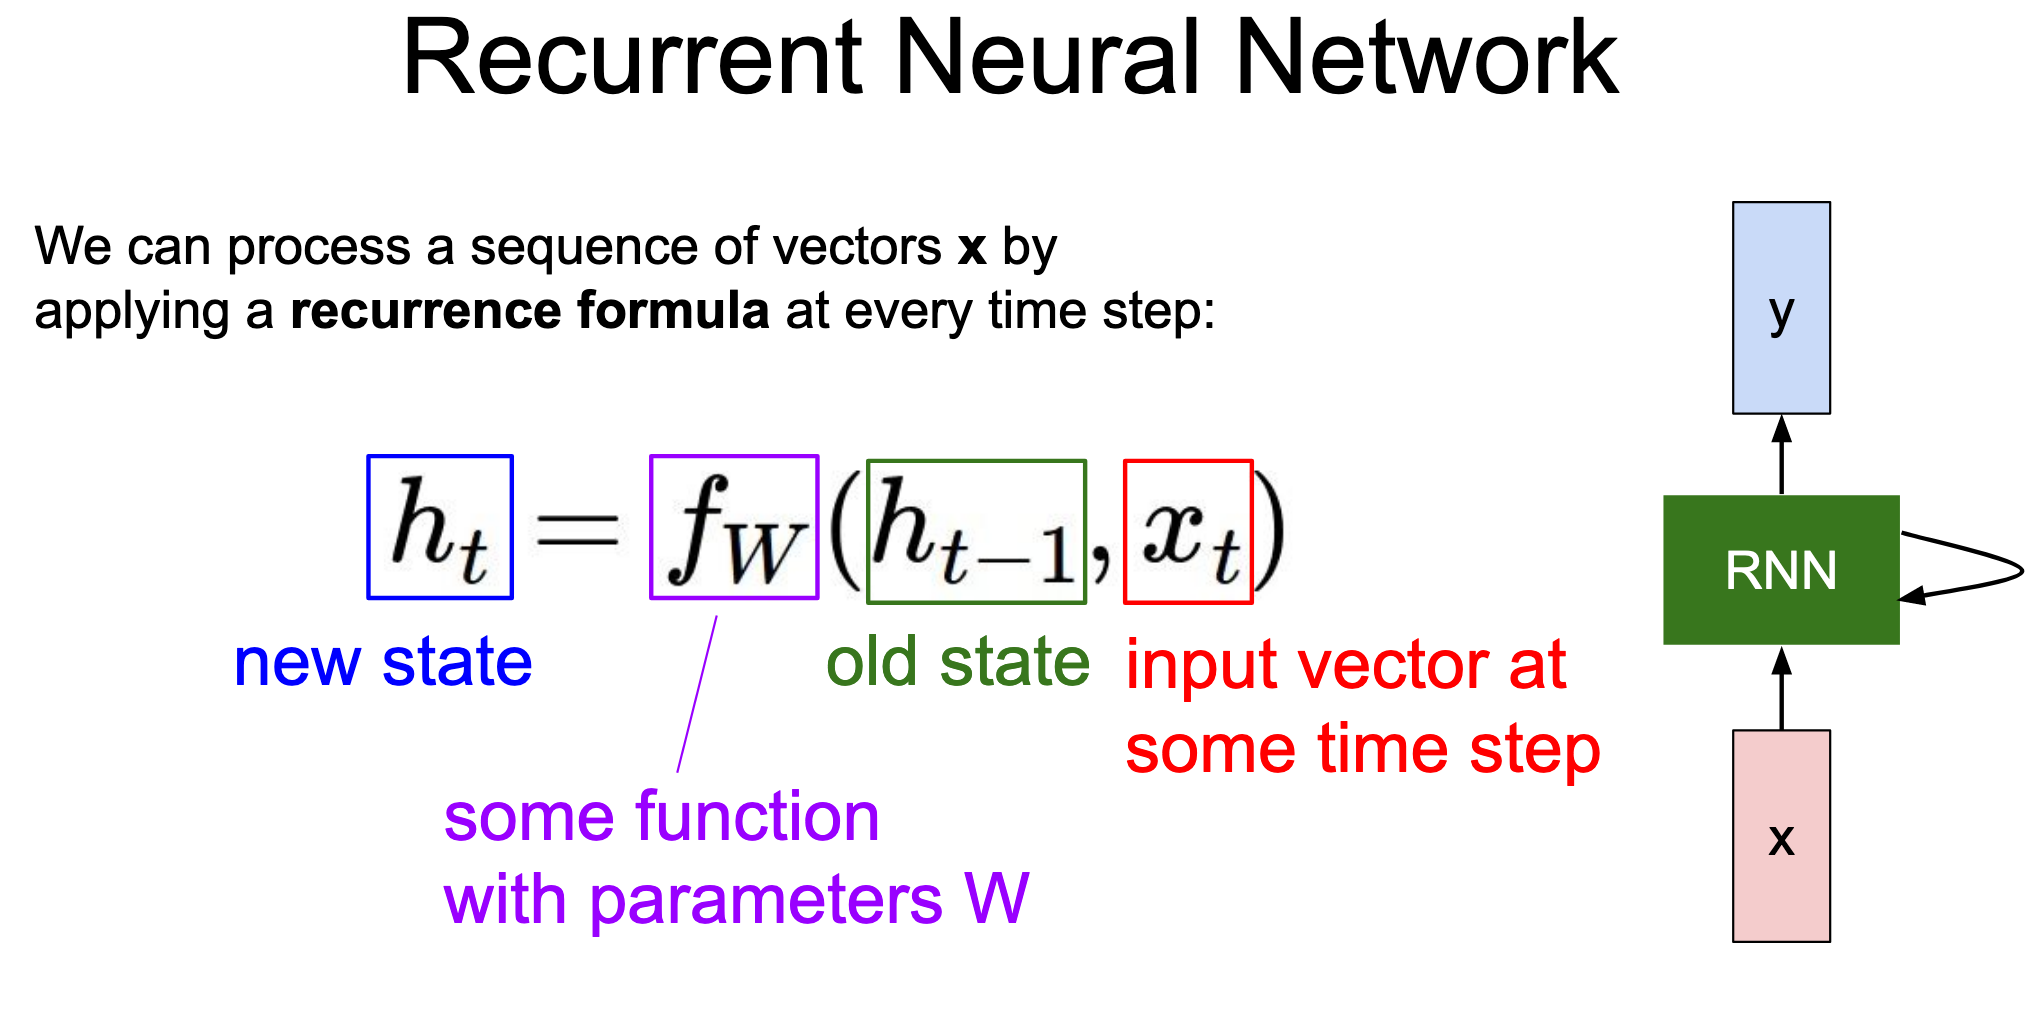 Recurrent Neural Network
We can process a sequence of vectors x by
applying a recurrence formula at every time step:
h_t = f_W(h_{t-1}, x_t)
new state
old state
input vector at
some time step
some function
with parameters W
y
RNN
x